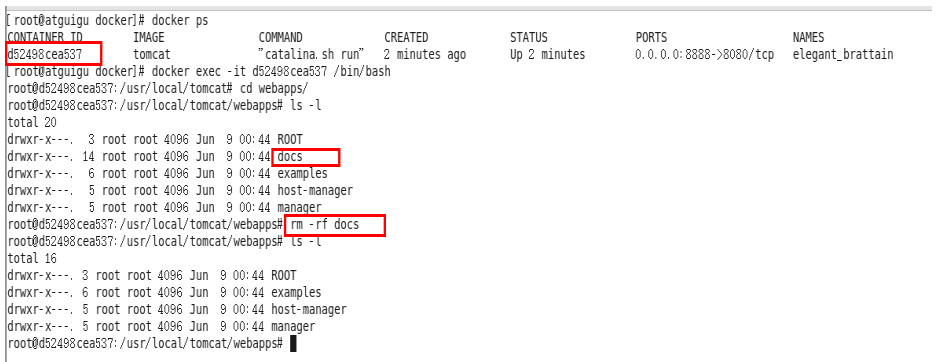 [root@atguigu docker]# docker ps
CONTAINER ID IMAGE COMMAND CREATED STATUS PORTS NAMES
d52498cea537 tomcat "catalina.sh run" 2 minutes ago Up 2 minutes 0.0.0.0:8888->8080/tcp elegant_brattain
[root@atguigu docker]# docker exec -it d52498cea537 /bin/bash
root@d52498cea537:/usr/local/tomcat# cd webapps/
root@d52498cea537:/usr/local/tomcat/webapps# ls -l
total 20
drwxr-x---. 3 root root 4096 Jun 9 00:44 ROOT
drwxr-x---. 14 root root 4096 Jun 9 00:44 docs
drwxr-x---. 6 root root 4096 Jun 9 00:44 examples
drwxr-x---. 5 root root 4096 Jun 9 00:44 host-manager
drwxr-x---. 5 root root 4096 Jun 9 00:44 manager
root@d52498cea537:/usr/local/tomcat/webapps# rm -rf docs
root@d52498cea537:/usr/local/tomcat/webapps# ls -l
total 16
drwxr-x---. 3 root root 4096 Jun 9 00:44 ROOT
drwxr-x---. 6 root root 4096 Jun 9 00:44 examples
drwxr-x---. 5 root root 4096 Jun 9 00:44 host-manager
drwxr-x---. 5 root root 4096 Jun 9 00:44 manager
root@d52498cea537:/usr/local/tomcat/webapps#